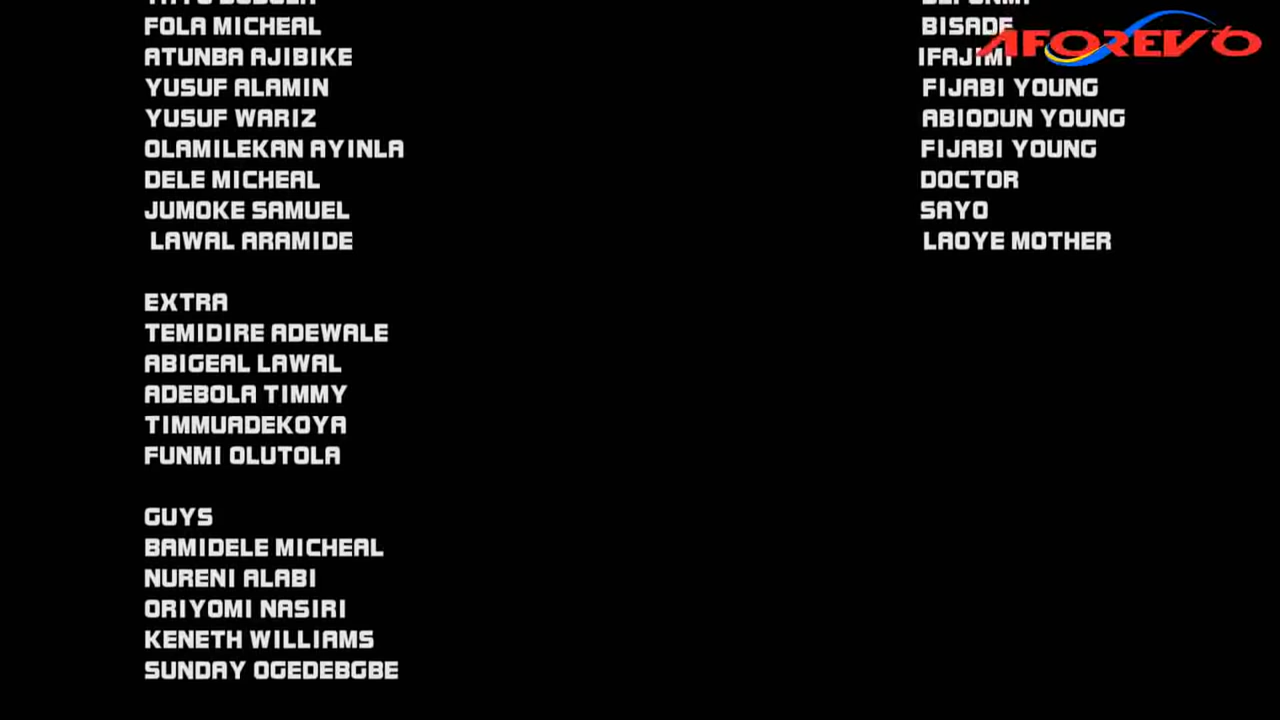 FOLA MICHEAL BISADE
ATUNBA AJIBIKE IFAJIMI
YUSUF ALAMIN FIJABI YOUNG
YUSUF WARIZ ABIODUN YOUNG
OLAMILEKAN AYINLA FIJABI YOUNG
DELE MICHEAL DOCTOR
JUMOKE SAMUEL SAYO
LAWAL ARAMIDE LAOYE MOTHER
EXTRA
TEMIDIRE ADEWALE
ABIGEAL LAWAL
ADEBOLA TIMMY
TIMMUADEKOYA
FUNMI OLUTOLA
GUYS
BAMIDELE MICHEAL
NURENI ALABI
ORIYOMI NASIRI
KENETH WILLIAMS
SUNDAY OGEDEBGBE
AFOREVO